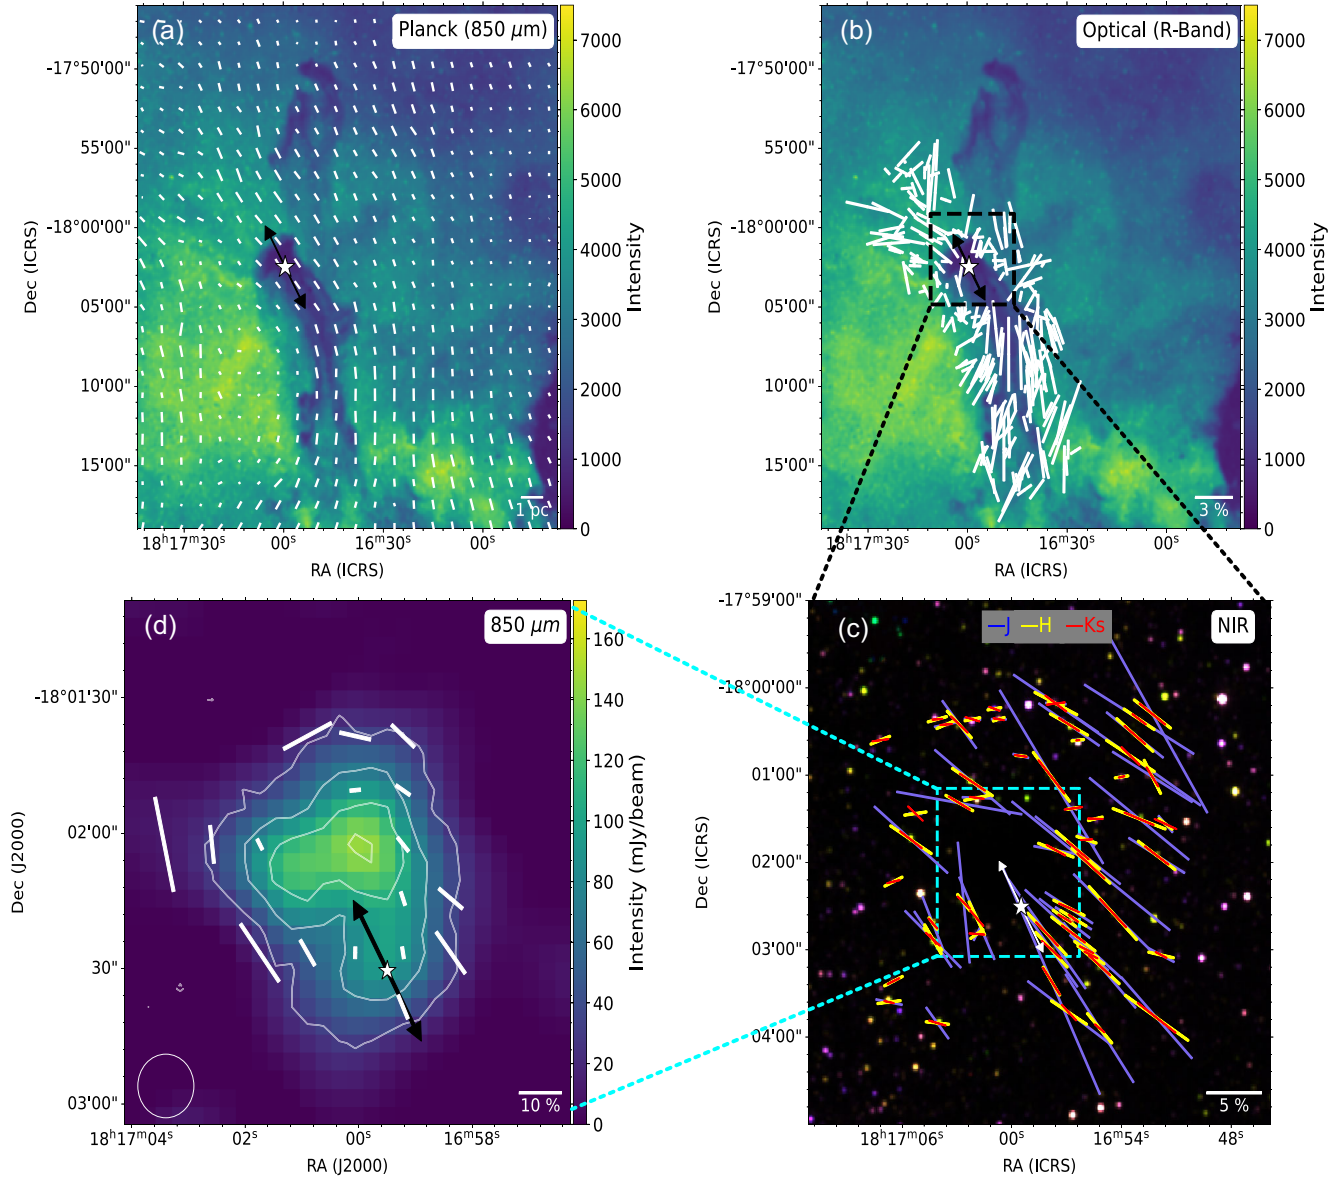 (a)
Planck (850 μm)
-17°50'00"
55'00"
-18°00'00"
05'00"
10'00"
15'00"
Dec (ICRS)
18ʰ17ᵐ30ˢ
00ˢ
16ᵐ30ˢ
00ˢ
RA (ICRS)
1 pc
7000
6000
5000
4000
3000
2000
1000
0
Intensity
(b)
Optical (R-Band)
-17°50'00"
55'00"
-18°00'00"
05'00"
10'00"
15'00"
Dec (ICRS)
18ʰ17ᵐ30ˢ
00ˢ
16ᵐ30ˢ
00ˢ
RA (ICRS)
3 %
7000
6000
5000
4000
3000
2000
1000
0
Intensity
(d)
850 μm
-18°01'30"
02'00"
30"
03'00"
Dec (J2000)
18ʰ17ᵐ04ˢ
02ˢ
00ˢ
16ᵐ58ˢ
RA (J2000)
10 %
160
140
120
100
80
60
40
20
0
Intensity (mJy/beam)
(c)
J
H
Ks
NIR
-17°59'00"
-18°00'00"
01'00"
02'00"
03'00"
04'00"
Dec (ICRS)
18ʰ17ᵐ06ˢ
00ˢ
16ᵐ54ˢ
48ˢ
RA (ICRS)
5 %